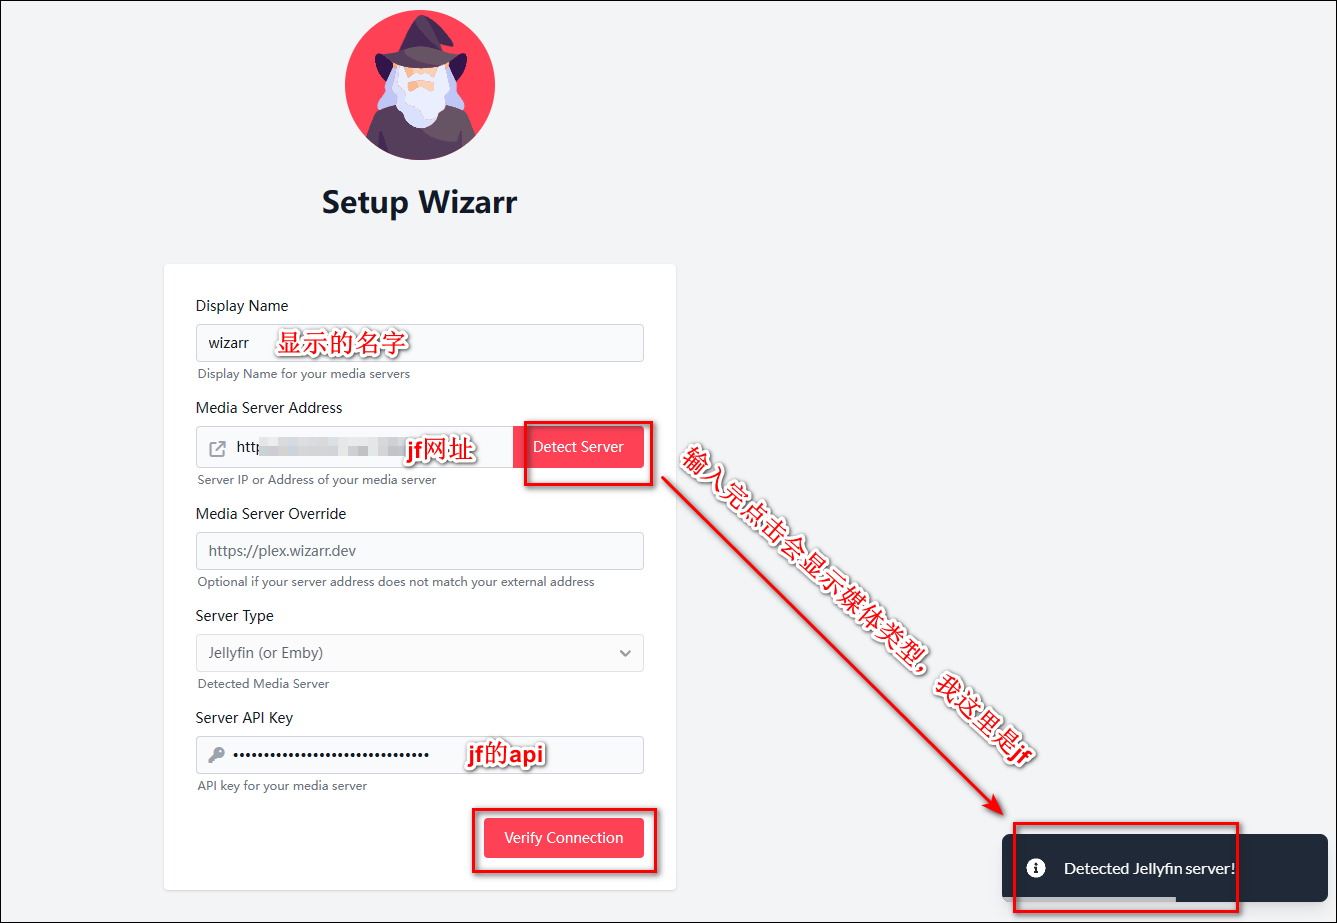 Setup Wizarr
Display Name
wizarr
显示的名字
Display Name for your media servers
Media Server Address
jf网址
Detect Server
Server IP or Address of your media server
Media Server Override
https://plex.wizarr.dev
Optional if your server address does not match your external address
Server Type
Jellyfin (or Emby)
Detected Media Server
Server API Key
••••••••••••••••••••••••••••••••
jf的api
API key for your media server
Verify Connection
输入完点击会显示媒体类型，我这里是jf
Detected Jellyfin server!